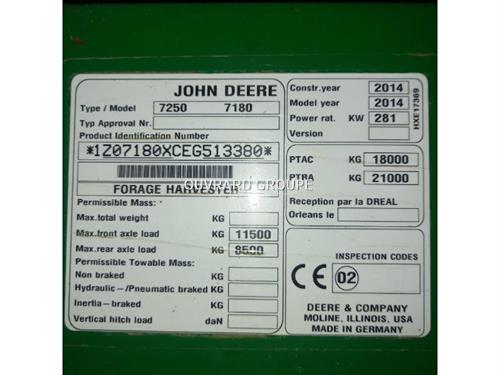 JOHN DEERE
Type / Model 7250 7180
Typ Approval Nr.
Product Identification Number
*1Z07180XCEG513380*
FORAGE HARVESTER
OUVRARD GROUPE
Permissible Mass:
Max.total weight KG
Max.front axle load KG 11500
Max.rear axle load KG 8500
Permissible Towable Mass:
Non braked KG
Hydraulic-/Pneumatic braked KG
Inertia-braked KG
Vertical hitch load daN
Constr.year 2014
Model year 2014
Power rat. KW 281
Version
HXE17369
PTAC KG 18000
PTRA KG 21000
Reception par la DREAL
Orleans le
INSPECTION CODES
CE 02
DEERE & COMPANY
MOLINE, ILLINOIS, USA
MADE IN GERMANY